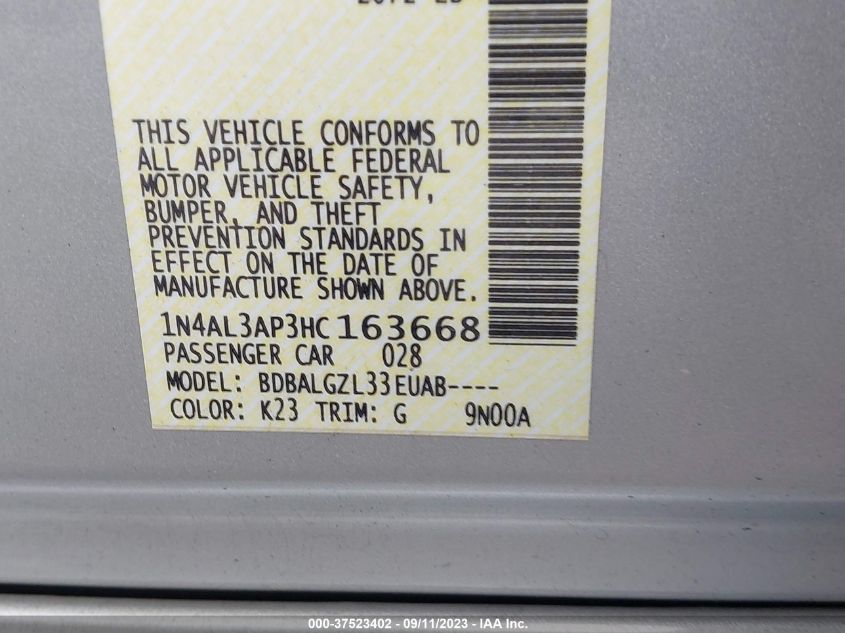 THIS VEHICLE CONFORMS TO
ALL APPLICABLE FEDERAL
MOTOR VEHICLE SAFETY,
BUMPER, AND THEFT
PREVENTION STANDARDS IN
EFFECT ON THE DATE OF
MANUFACTURE SHOWN ABOVE.
1N4AL3AP3HC163668
PASSENGER CAR 028
MODEL: BDBALGZL33EUAB----
COLOR: K23 TRIM: G 9N00A
000-37523402 - 09/11/2023 - IAA Inc.